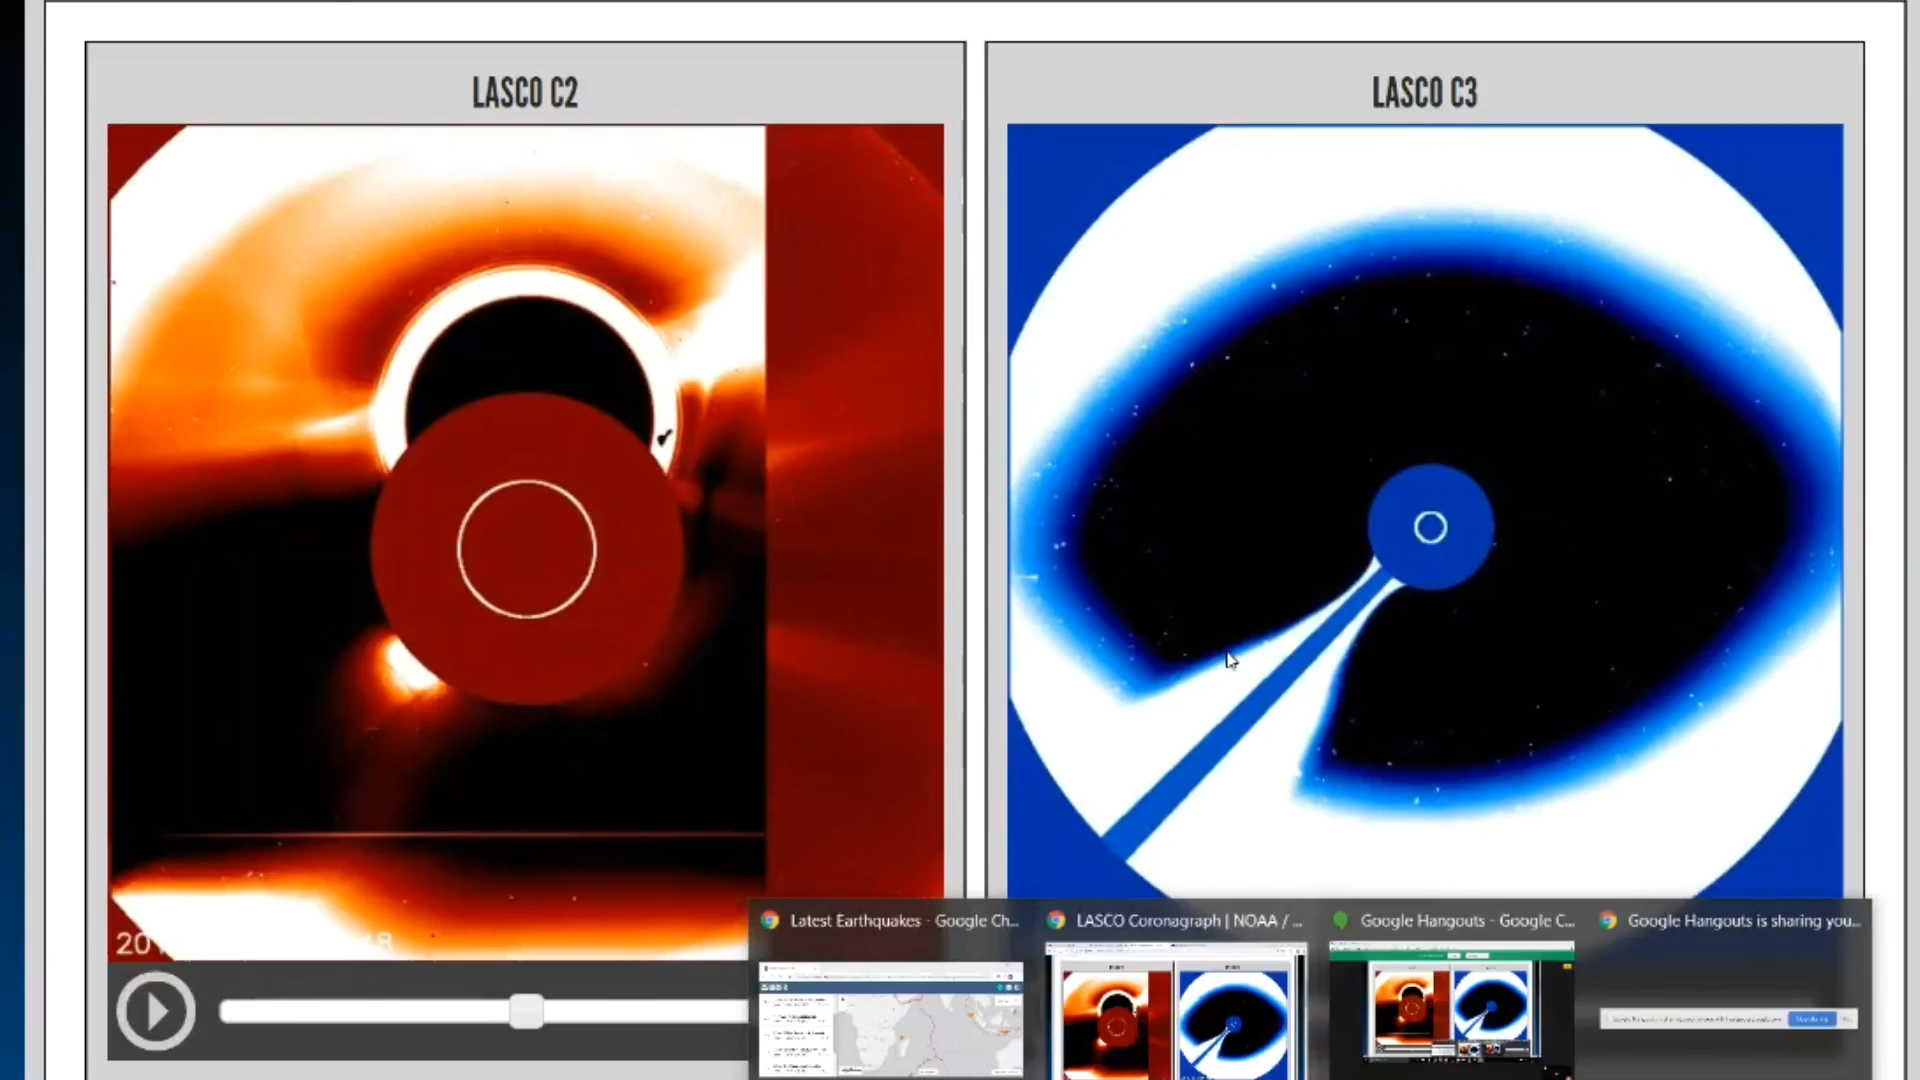 LASCO C2
LASCO C3
Latest Earthquakes - Google Ch...
LASCO Coronagraph | NOAA / ...
Google Hangouts - Google C...
Google Hangouts is sharing you...